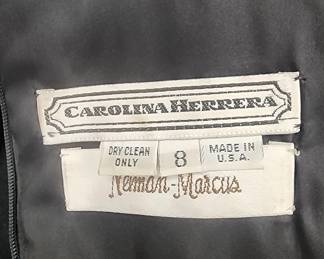 CAROLINA HERRERA
DRY CLEAN ONLY
8
MADE IN U.S.A.
Neiman-Marcus